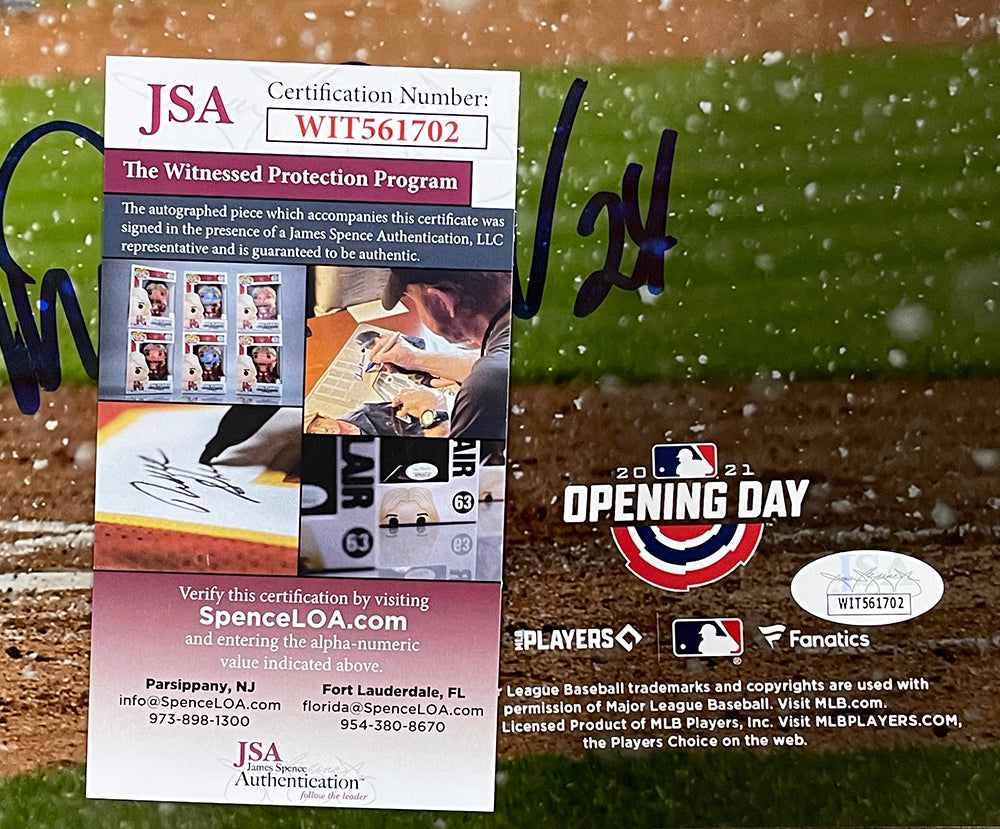 JSA
Certification Number:
WIT561702
The Witnessed Protection Program
The autographed piece which accompanies this certificate was
signed in the presence of a James Spence Authentication, LLC
representative and is guaranteed to be authentic.
24
LAIR
63
AIR
63
Verify this certification by visiting
SpenceLOA.com
and entering the alpha-numeric
value indicated above.
Parsippany, NJ
info@SpenceLOA.com
973-898-1300
Fort Lauderdale, FL
florida@SpenceLOA.com
954-380-8670
JSA
James Spence
Authentication™
follow the leader
2021
OPENING DAY™
JSA
WIT561702
MLB PLAYERS
Fanatics
League Baseball trademarks and copyrights are used with
permission of Major League Baseball. Visit MLB.com.
Licensed Product of MLB Players, Inc. Visit MLBPLAYERS.COM,
the Players Choice on the web.